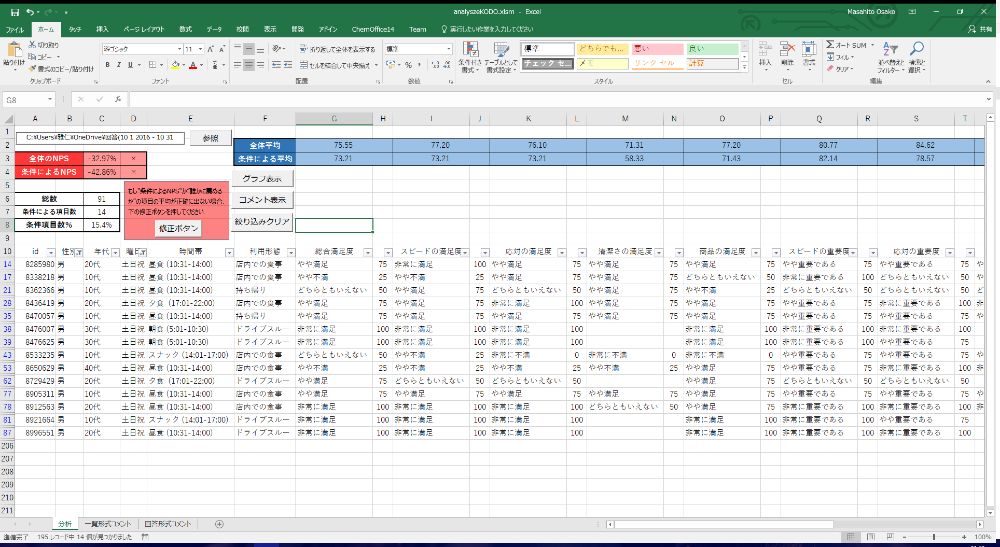 analyszeKODO.xlsm - Excel
Masahito Osako
ファイル ホーム タッチ 挿入 ページ レイアウト 数式 データ 校閲 表示 開発 アドイン ChemOffice14 Team 実行したい作業を入力してください 共有
貼り付け
切り取り
コピー
書式のコピー/貼り付け
クリップボード
游ゴシック 11
B I U
フォント
折り返して全体を表示する
セルを結合して中央揃え
配置
標準
%
数値
条件付き書式
テーブルとして書式設定
標準 どちらでも... 悪い 良い
チェック セ... メモ リンク セル 計算
スタイル
挿入 削除 書式
セル
オート SUM
フィル
クリア
並べ替えとフィルター
検索と選択
編集
G8 fx
A B C D E F G H I J K L M N O P Q R S T
1
C:¥Users¥雅仁¥OneDrive¥回答(10 1 2016 - 10 31 参照
2 全体平均 75.55 77.20 76.10 71.31 77.20 80.77 84.62
3 全体のNPS -32.97% × 条件による平均 73.21 73.21 73.21 58.33 71.43 82.14 78.57
4 条件によるNPS -42.86% × グラフ表示
5
6 総数 91 コメント表示
7 条件による項目数 14
8 条件項目数% 15.4% 絞り込みクリア
もし"条件によるNPS"か"誰かに薦める
か"の項目の平均が正確に出ない場合、
下の修正ボタンを押してください
修正ボタン
9
10 id 性別 年代 曜日 時間帯 利用形態 総合満足度 スピードの満足度 応対の満足度 清潔さの満足度 商品の満足度 スピードの重要度 応対の重要度
14 8285980 男 20代 土日祝 昼食 (10:31-14:00) 店内での食事 やや満足 75 非常に満足 100 やや満足 75 やや満足 75 やや満足 75 やや重要である 75 やや重要である 75 や
17 8338218 男 10代 土日祝 昼食 (10:31-14:00) 店内での食事 やや不満 25 やや不満 25 やや満足 75 やや満足 75 どちらともいえない 50 非常に重要である 100 どちらともいえない 50 や
21 8362366 男 10代 土日祝 昼食 (10:31-14:00) 持ち帰り どちらともいえない 50 やや満足 75 どちらともいえない 50 やや満足 75 やや不満 25 どちらともいえない 50 どちらともいえない 50 ど
28 8436419 男 20代 土日祝 夕食 (17:01-22:00) 店内での食事 やや満足 75 やや満足 75 非常に満足 100 やや満足 75 やや満足 75 やや重要である 75 非常に重要である 100 非
35 8470057 男 10代 土日祝 昼食 (10:31-14:00) 持ち帰り やや満足 75 やや満足 75 やや満足 75 やや満足 75 やや満足 75 やや重要である 75 やや重要である 75 や
38 8476007 男 30代 土日祝 朝食 (5:01-10:30) ドライブスルー 非常に満足 100 非常に満足 100 非常に満足 100 非常に満足 100 非常に重要である 100 非常に重要である 100
39 8476625 男 30代 土日祝 朝食 (5:01-10:30) ドライブスルー 非常に満足 100 非常に満足 100 非常に満足 100 非常に満足 100 非常に重要である 100 やや重要である 75
43 8533235 男 10代 土日祝 スナック (14:01-17:00) 店内での食事 どちらともいえない 50 やや不満 25 非常に不満 0 非常に不満 0 非常に不満 0 やや重要である 75 やや重要である 75 や
53 8650629 男 40代 土日祝 昼食 (10:31-14:00) 店内での食事 やや不満 25 やや不満 25 やや不満 25 やや不満 25 やや満足 75 やや重要である 75 非常に重要である 100 非
62 8729429 男 20代 土日祝 夕食 (17:01-22:00) ドライブスルー やや満足 75 どちらともいえない 50 どちらともいえない 50 やや満足 75 どちらともいえない 50 どちらともいえない 50
77 8905311 男 10代 土日祝 昼食 (10:31-14:00) 店内での食事 やや満足 75 やや満足 75 やや満足 75 やや満足 75 やや満足 75 やや重要である 75 やや重要である 75 や
78 8912563 男 20代 土日祝 昼食 (10:31-14:00) 店内での食事 非常に満足 100 非常に満足 100 非常に満足 100 どちらともいえない 50 やや満足 75 非常に重要である 100 非常に重要である 100 非
81 8921664 男 10代 土日祝 スナック (14:01-17:00) ドライブスルー 非常に満足 100 非常に満足 100 非常に満足 100 非常に満足 100 非常に重要である 100 やや重要である 75
87 8996551 男 20代 土日祝 昼食 (10:31-14:00) ドライブスルー 非常に満足 100 非常に満足 100 非常に満足 100 非常に満足 100 非常に重要である 100 非常に重要である 100
206
207
208
209
210
211
分析 一覧形式コメント 回答形式コメント
準備完了 195 レコード中 14 個が見つかりました 100%